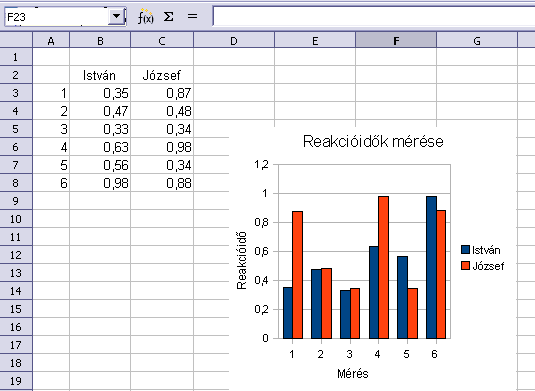 F23 f(x) Σ =
A B C D E F G
1
2 István József
3 1 0,35 0,87
4 2 0,47 0,48
5 3 0,33 0,34
6 4 0,63 0,98
7 5 0,56 0,34
8 6 0,98 0,88
9
10
11
12
13
14
15
16
17
18
19
Reakcióidők mérése
1,2
1
0,8
0,6
0,4
0,2
0
Reakcióidő
1 2 3 4 5 6
Mérés
István
József